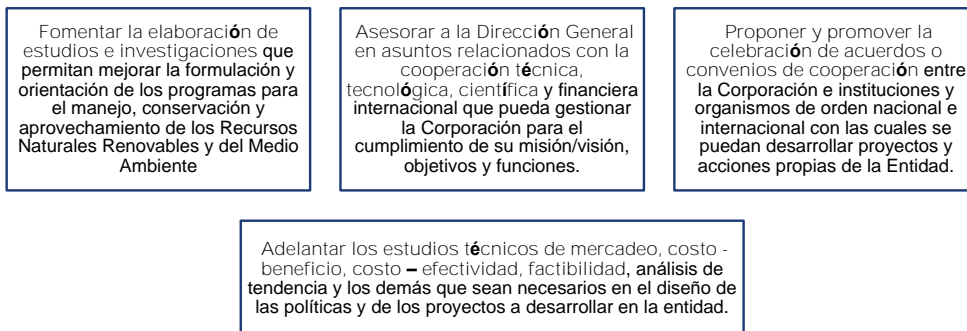 Fomentar la elaboración de
estudios e investigaciones que
permitan mejorar la formulación y
orientación de los programas para
el manejo, conservación y
aprovechamiento de los Recursos
Naturales Renovables y del Medio
Ambiente
Asesorar a la Dirección General
en asuntos relacionados con la
cooperación técnica,
tecnológica, científica y financiera
internacional que pueda gestionar
la Corporación para el
cumplimiento de su misión/visión,
objetivos y funciones.
Proponer y promover la
celebración de acuerdos o
convenios de cooperación entre
la Corporación e instituciones y
organismos de orden nacional e
internacional con las cuales se
puedan desarrollar proyectos y
acciones propias de la Entidad.
Adelantar los estudios técnicos de mercadeo, costo -
beneficio, costo – efectividad, factibilidad, análisis de
tendencia y los demás que sean necesarios en el diseño de
las políticas y de los proyectos a desarrollar en la entidad.